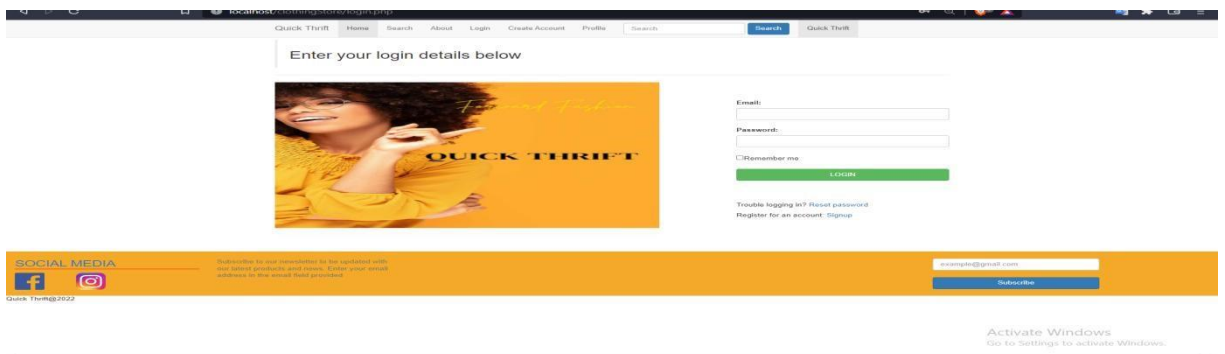 localhost/clothingstore/login.php
Quick Thrift Home Search About Login Create Account Profile Search Search Quick Thrift
Enter your login details below
Forward Fashion
QUICK THRIFT
Email:
Password:
Remember me
LOGIN
Trouble logging in? Reset password
Register for an account: Signup
SOCIAL MEDIA
Subscribe to our newsletter to be updated with
our latest products and news. Enter your email
address in the email field provided.
example@gmail.com
Subscribe
Quick Thrift@2022
Activate Windows
Go to Settings to activate Windows.